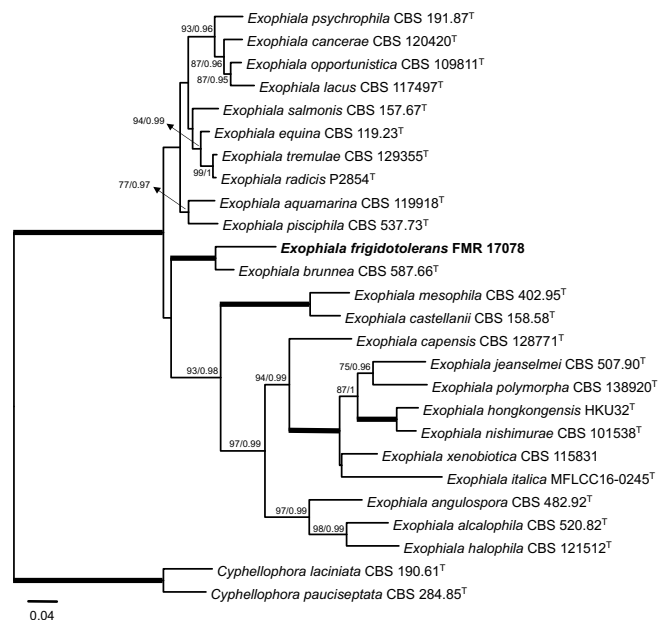 Exophiala psychrophila CBS 191.87T
93/0.96
Exophiala cancerae CBS 120420T
87/0.96
Exophiala opportunistica CBS 109811T
87/0.95
Exophiala lacus CBS 117497T
Exophiala salmonis CBS 157.67T
94/0.99
Exophiala equina CBS 119.23T
Exophiala tremulae CBS 129355T
99/1
Exophiala radicis P2854T
77/0.97
Exophiala aquamarina CBS 119918T
Exophiala pisciphila CBS 537.73T
Exophiala frigidotolerans FMR 17078
Exophiala brunnea CBS 587.66T
Exophiala mesophila CBS 402.95T
Exophiala castellanii CBS 158.58T
Exophiala capensis CBS 128771T
93/0.98
94/0.99
75/0.96
Exophiala jeanselmei CBS 507.90T
Exophiala polymorpha CBS 138920T
87/1
Exophiala hongkongensis HKU32T
Exophiala nishimurae CBS 101538T
97/0.99
Exophiala xenobiotica CBS 115831
Exophiala italica MFLCC16-0245T
Exophiala angulospora CBS 482.92T
97/0.99
Exophiala alcalophila CBS 520.82T
98/0.99
Exophiala halophila CBS 121512T
Cyphellophora laciniata CBS 190.61T
Cyphellophora pauciseptata CBS 284.85T
0.04